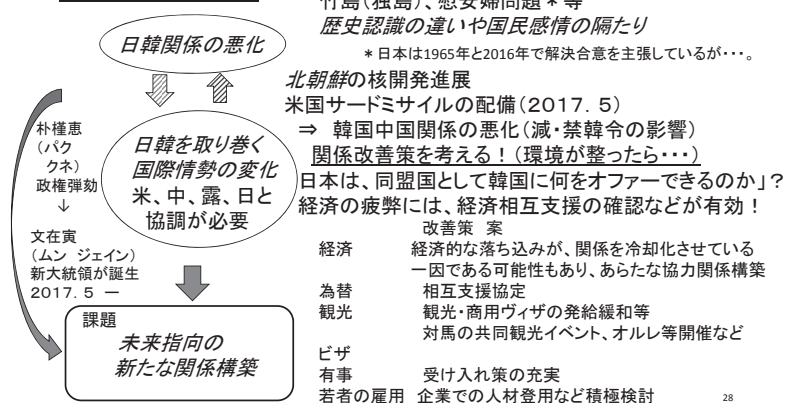 竹島(独島)、慰安婦問題＊等
歴史認識の違いや国民感情の隔たり
＊日本は1965年と2016年で解決合意を主張しているが・・・。
日韓関係の悪化
北朝鮮の核開発進展
米国サードミサイルの配備(2017．5)
⇒ 韓国中国関係の悪化(減・禁韓令の影響)
関係改善策を考える！(環境が整ったら・・・)
日本は、同盟国として韓国に何をオファーできるのか」?
経済の疲弊には、経済相互支援の確認などが有効！
朴槿恵
(パク
クネ)
政権弾劾
↓
文在寅
(ムン ジェイン)
新大統領が誕生
2017．5 ー
日韓を取り巻く
国際情勢の変化
米、中、露、日と
協調が必要
課題
未来指向の
新たな関係構築
改善策 案
経済 経済的な落ち込みが、関係を冷却化させている
一因である可能性もあり、あらたな協力関係構築
為替 相互支援協定
観光 観光・商用ヴィザの発給緩和等
対馬の共同観光イベント、オルレ等開催など
ビザ
有事 受け入れ策の充実
若者の雇用 企業での人材登用など積極検討
28